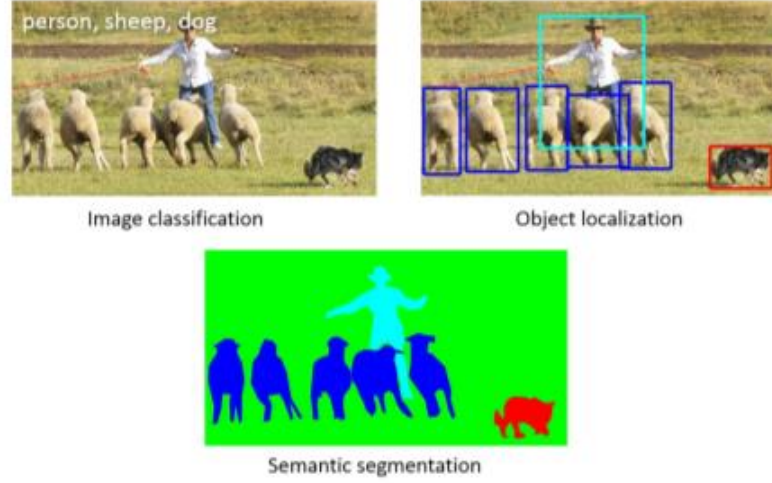 person, sheep, dog
Image classification
Object localization
Semantic segmentation